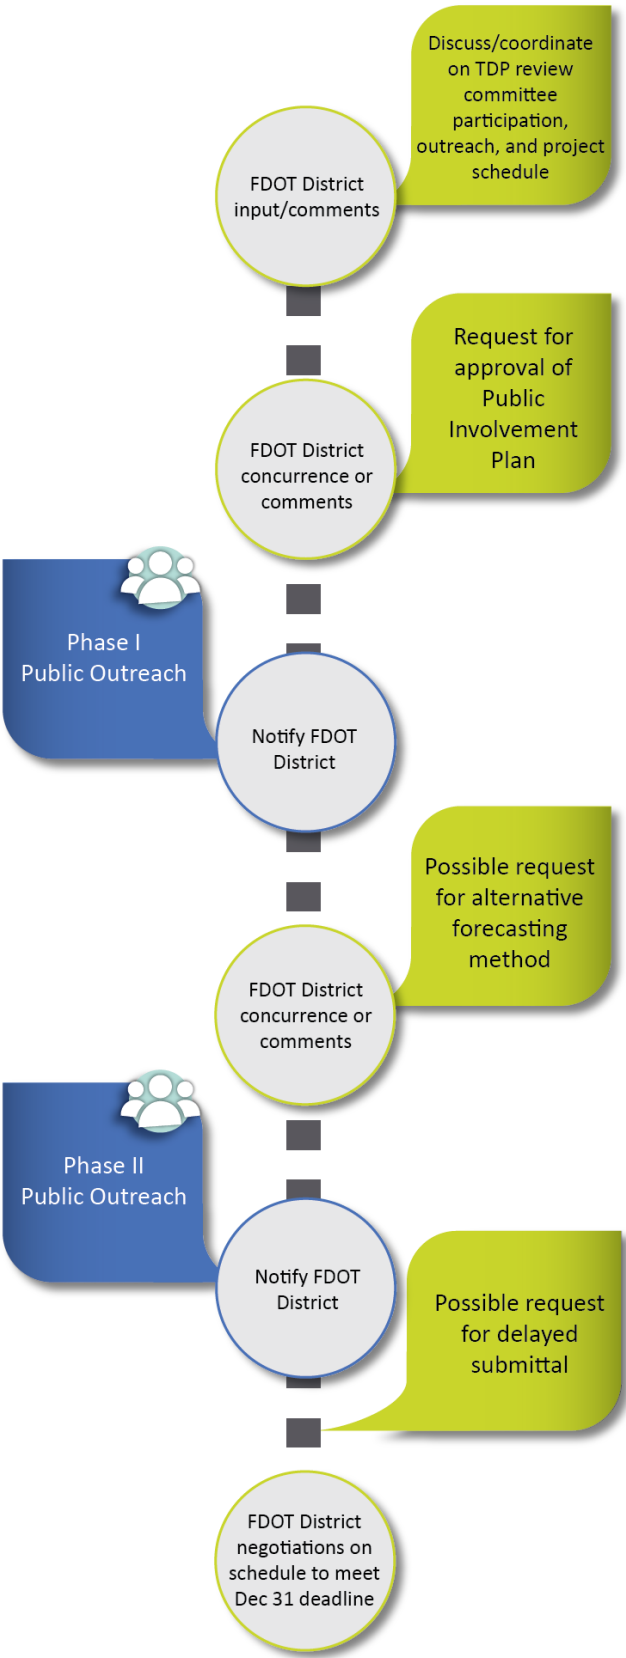 Discuss/coordinate
on TDP review
committee
participation,
outreach, and project
schedule
FDOT District
input/comments
Request for
approval of
Public
Involvement
Plan
FDOT District
concurrence or
comments
Phase I
Public Outreach
Notify FDOT
District
Possible request
for alternative
forecasting
method
FDOT District
concurrence or
comments
Phase II
Public Outreach
Notify FDOT
District
Possible request
for delayed
submittal
FDOT District
negotiations on
schedule to meet
Dec 31 deadline